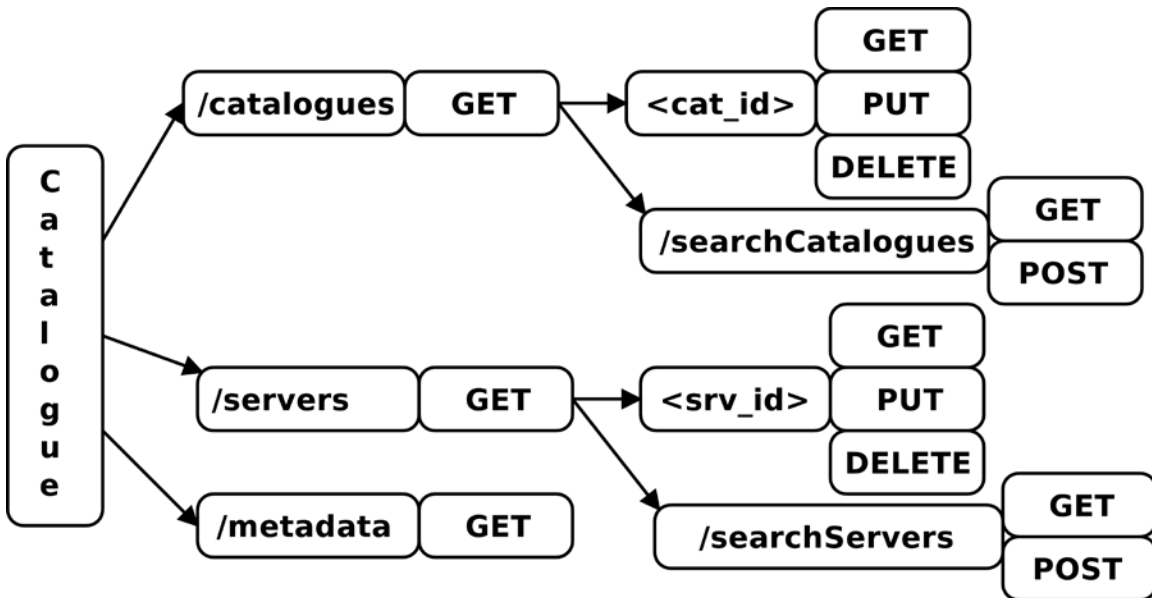 Catalogue
/catalogues
GET
<cat_id>
GET
PUT
DELETE
/searchCatalogues
GET
POST
/servers
GET
<srv_id>
GET
PUT
DELETE
/searchServers
GET
POST
/metadata
GET